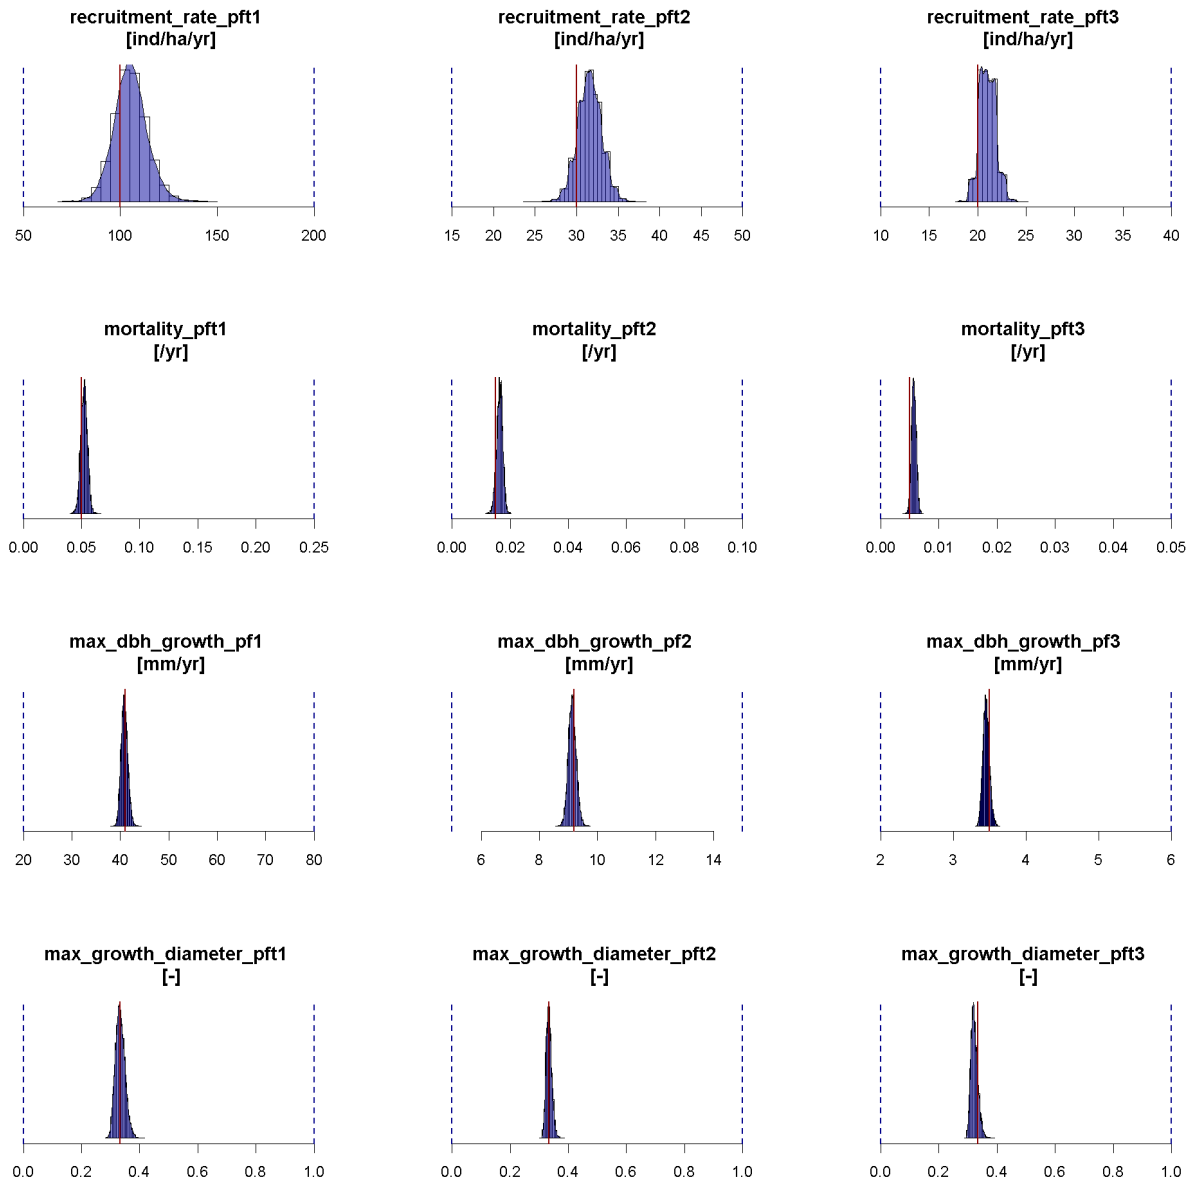 recruitment_rate_pft1
[ind/ha/yr]
recruitment_rate_pft2
[ind/ha/yr]
recruitment_rate_pft3
[ind/ha/yr]
50 100 150 200
15 20 25 30 35 40 45 50
10 15 20 25 30 35 40
mortality_pft1
[/yr]
mortality_pft2
[/yr]
mortality_pft3
[/yr]
0.00 0.05 0.10 0.15 0.20 0.25
0.00 0.02 0.04 0.06 0.08 0.10
0.00 0.01 0.02 0.03 0.04 0.05
max_dbh_growth_pf1
[mm/yr]
max_dbh_growth_pf2
[mm/yr]
max_dbh_growth_pf3
[mm/yr]
20 30 40 50 60 70 80
6 8 10 12 14
2 3 4 5 6
max_growth_diameter_pft1
[-]
max_growth_diameter_pft2
[-]
max_growth_diameter_pft3
[-]
0.0 0.2 0.4 0.6 0.8 1.0
0.0 0.2 0.4 0.6 0.8 1.0
0.0 0.2 0.4 0.6 0.8 1.0